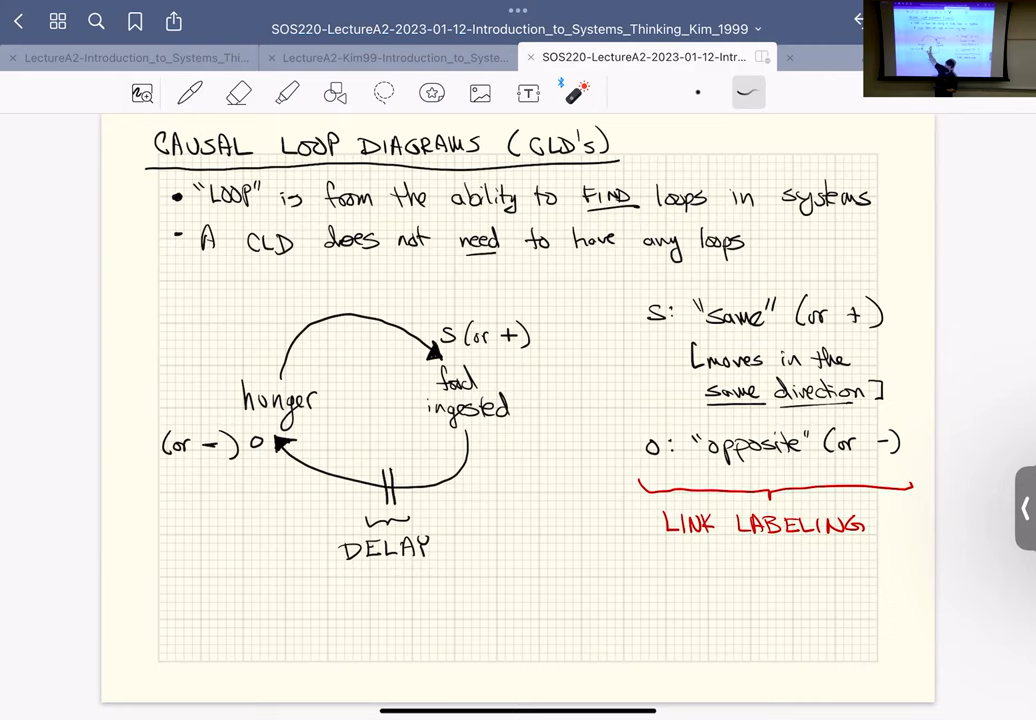 SOS220-LectureA2-2023-01-12-Introduction_to_Systems_Thinking_Kim_1999
LectureA2-Introduction_to_Systems_Thi...
LectureA2-Kim99-Introduction_to_Syste...
SOS220-LectureA2-2023-01-12-Intr...
CAUSAL LOOP DIAGRAMS (CLD's)
• "LOOP" is from the ability to FIND loops in systems
- A CLD does not need to have any loops
S: "same" (or +)
[moves in the
same direction]
O: "opposite" (or -)
LINK LABELING
S (or +)
food
ingested
hunger
(or -) O
DELAY